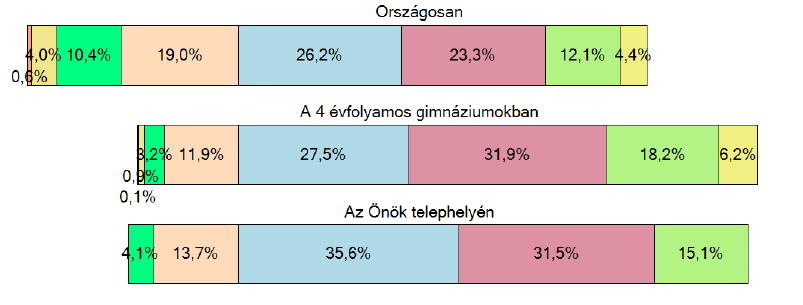 Országosan
4,0% 10,4% 19,0% 26,2% 23,3% 12,1% 4,4%
0,6%
A 4 évfolyamos gimnáziumokban
3,2% 11,9% 27,5% 31,9% 18,2% 6,2%
0,9%
0,1%
Az Önök telephelyén
4,1% 13,7% 35,6% 31,5% 15,1%